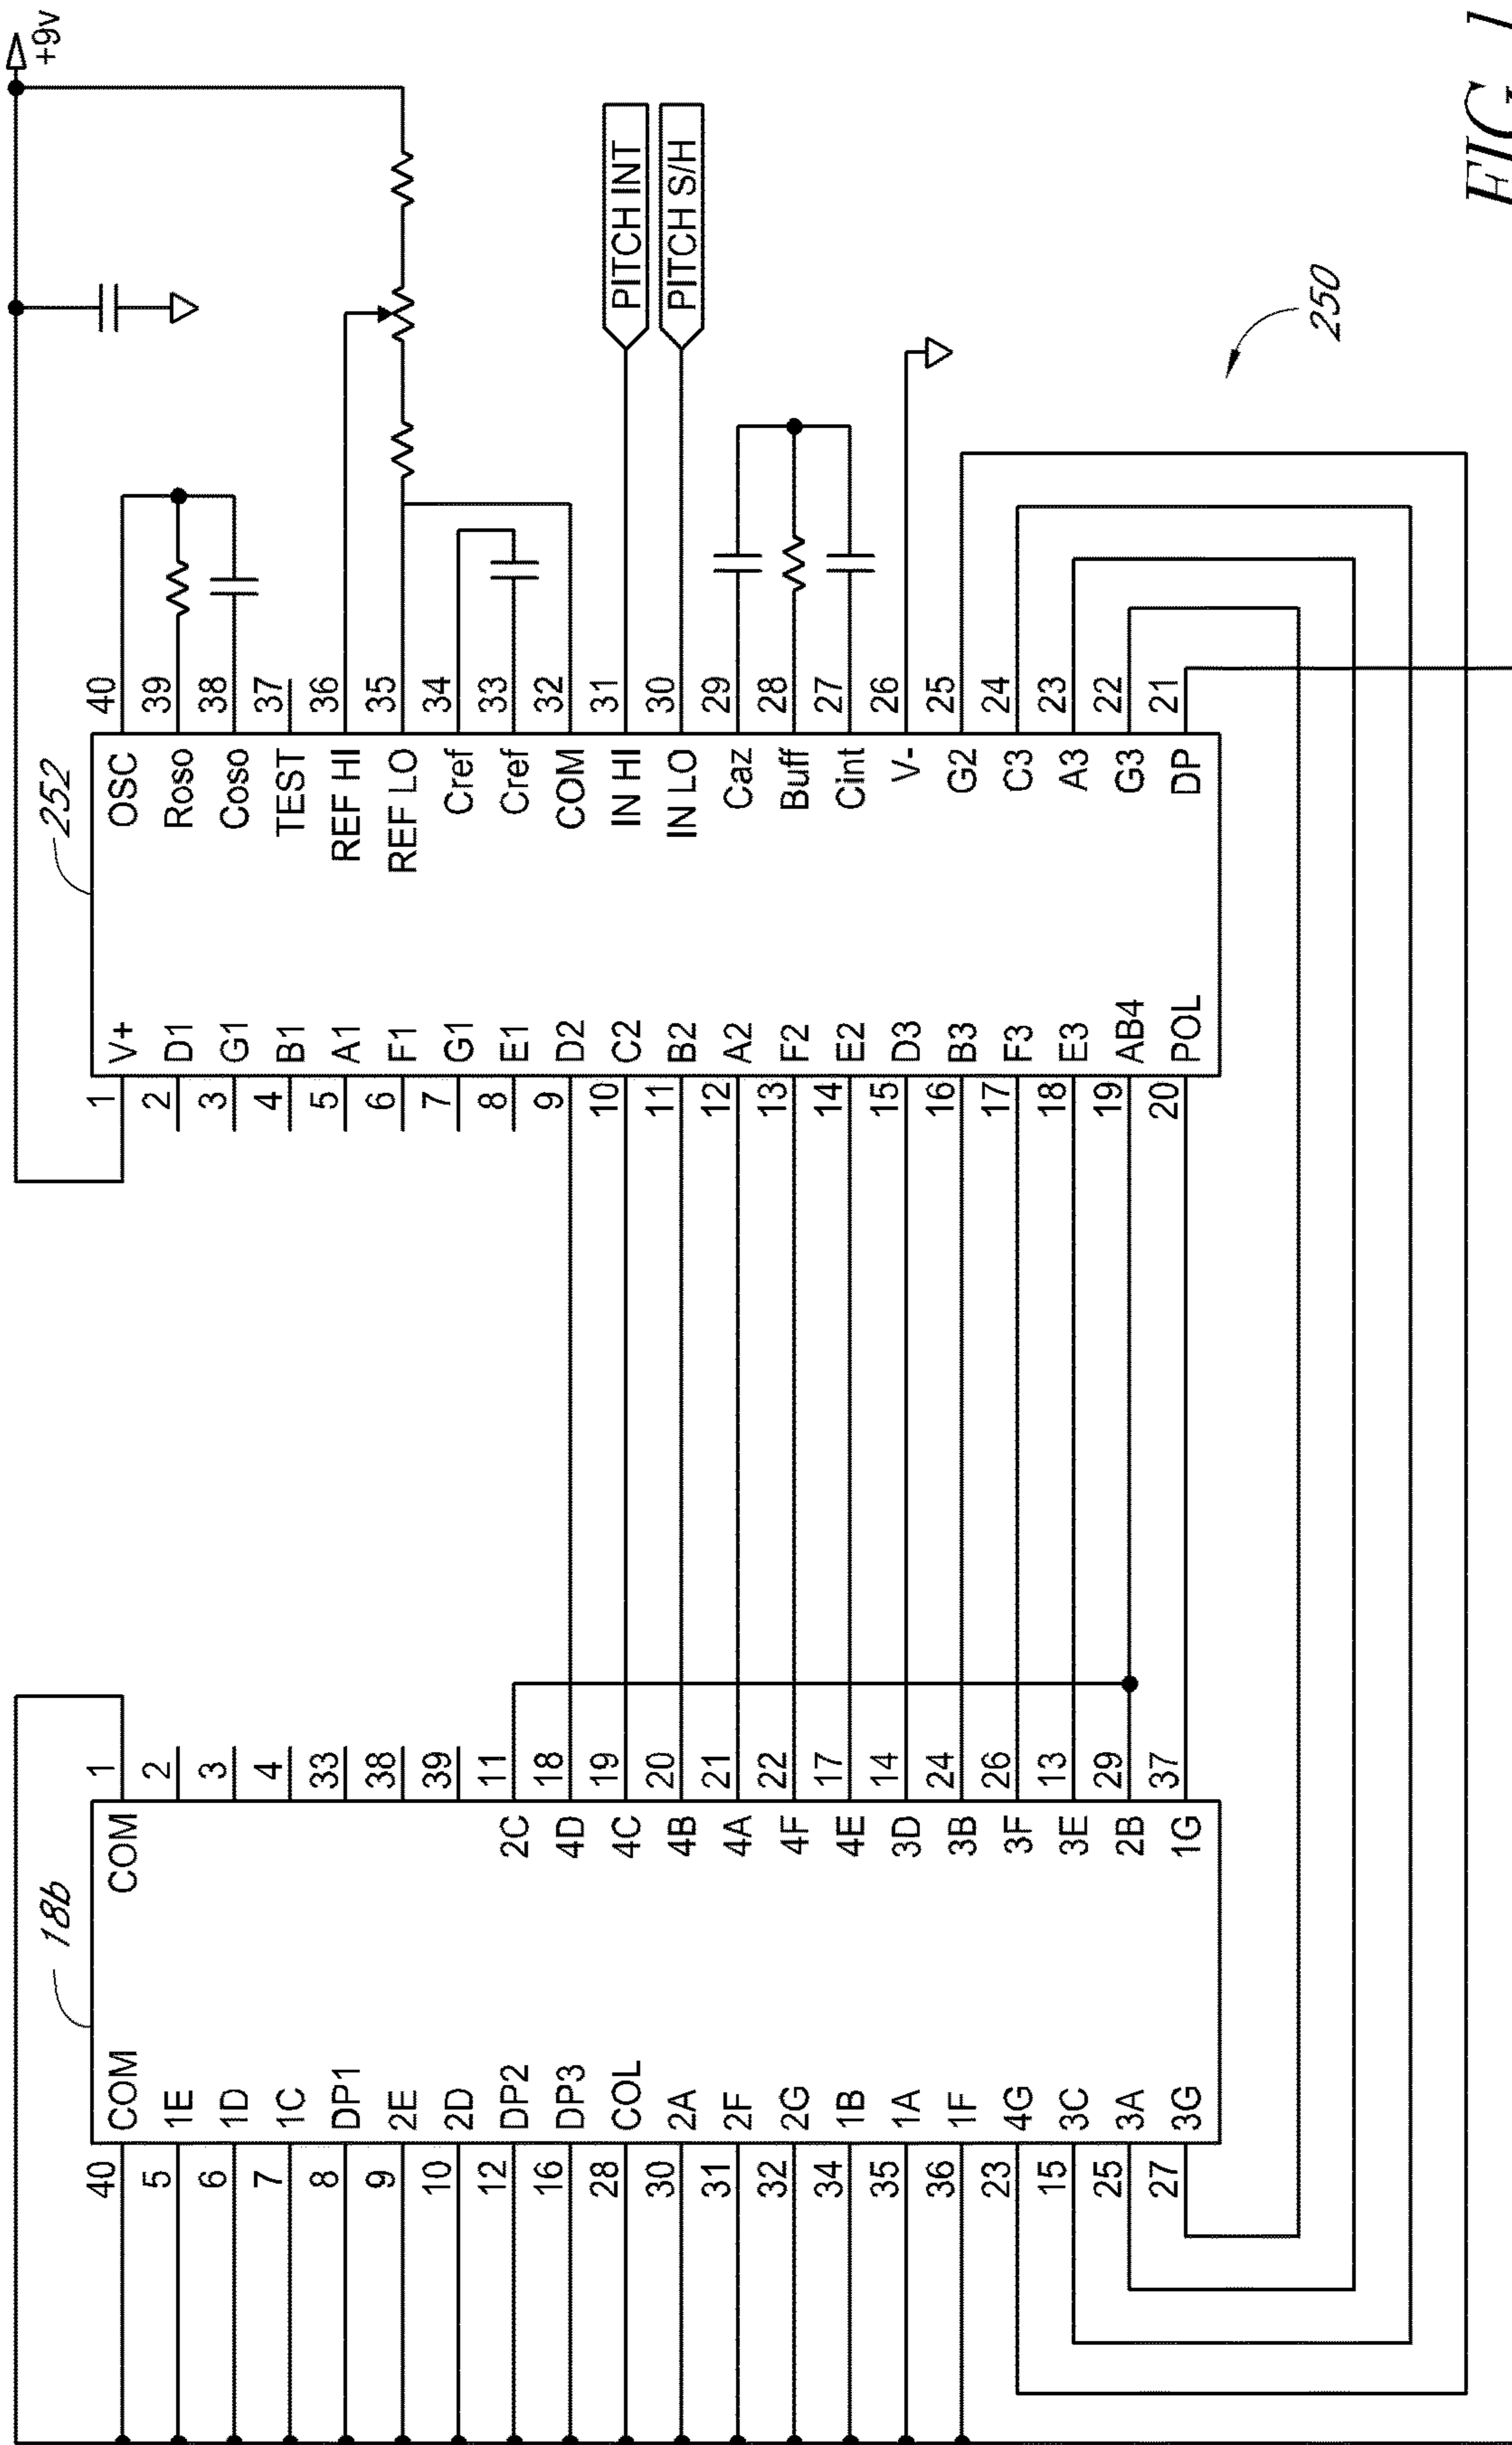 +9v
18b
252
40 COM COM 1
5 1E 2
6 1D 3
7 1C 4
8 DP1 33
9 2E 38
10 2D 39
12 DP2 2C 11
16 DP3 4D 18
28 COL 4C 19
30 2A 4B 20
31 2F 4A 21
32 2G 4F 22
34 1B 4E 17
35 1A 3D 14
36 1F 3B 24
23 4G 3F 26
15 3C 3E 13
25 3A 2B 29
27 3G 1G 37
1 V+ OSC 40
2 D1 Roso 39
3 G1 Coso 38
4 B1 TEST 37
5 A1 REF HI 36
6 F1 REF LO 35
7 G1 Cref 34
8 E1 Cref 33
9 D2 COM 32
10 C2 IN HI 31
11 B2 IN LO 30
12 A2 Caz 29
13 F2 Buff 28
14 E2 Cint 27
15 D3 V- 26
16 B3 G2 25
17 F3 C3 24
18 E3 A3 23
19 AB4 G3 22
20 POL DP 21
PITCH INT
PITCH S/H
250
FIG. 1